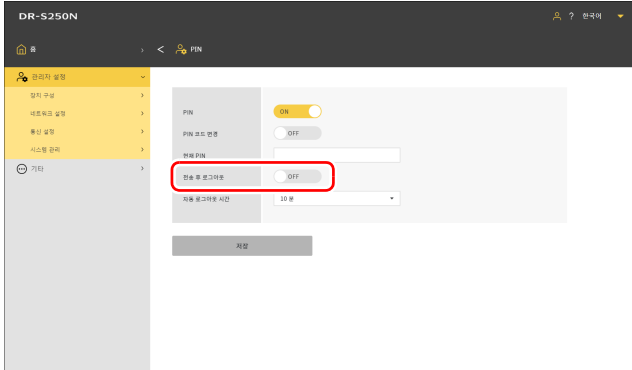 DR-S250N
? 한국어
홈
< PIN
관리자 설정
장치 구성
네트워크 설정
통신 설정
시스템 관리
기타
PIN ON
PIN 코드 변경 OFF
현재 PIN
전송 후 로그아웃 OFF
자동 로그아웃 시간 10 분
저장